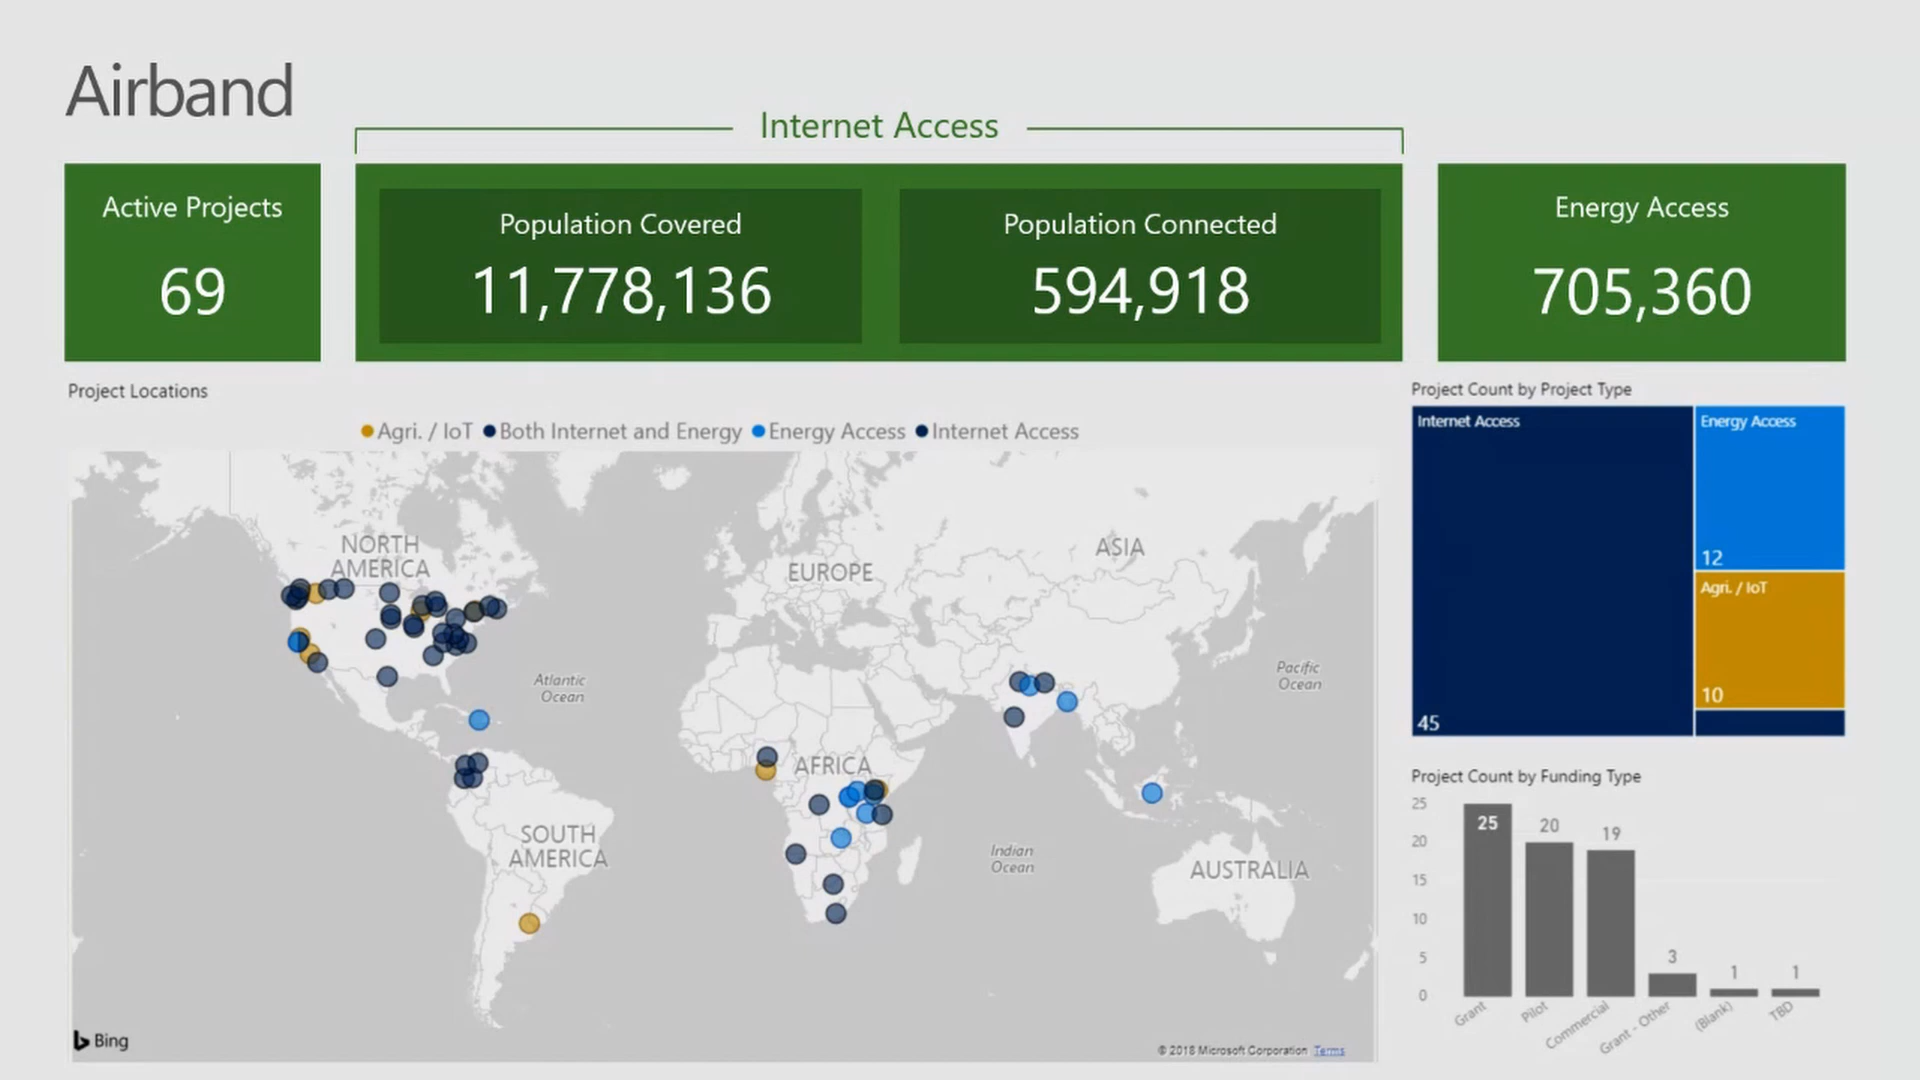 Airband
Internet Access
Active Projects
69
Population Covered
11,778,136
Population Connected
594,918
Energy Access
705,360
Project Locations
Agri. / IoT Both Internet and Energy Energy Access Internet Access
NORTH
AMERICA
EUROPE
ASIA
Atlantic
Ocean
Pacific
Ocean
AFRICA
SOUTH
AMERICA
Indian
Ocean
AUSTRALIA
Bing
© 2018 Microsoft Corporation Terms
Project Count by Project Type
Internet Access
45
Energy Access
12
Agri. / IoT
10
Project Count by Funding Type
25
20
15
10
5
0
25
20
19
3
1
1
Grant
Pilot
Commercial
Grant - Other
(Blank)
TBD